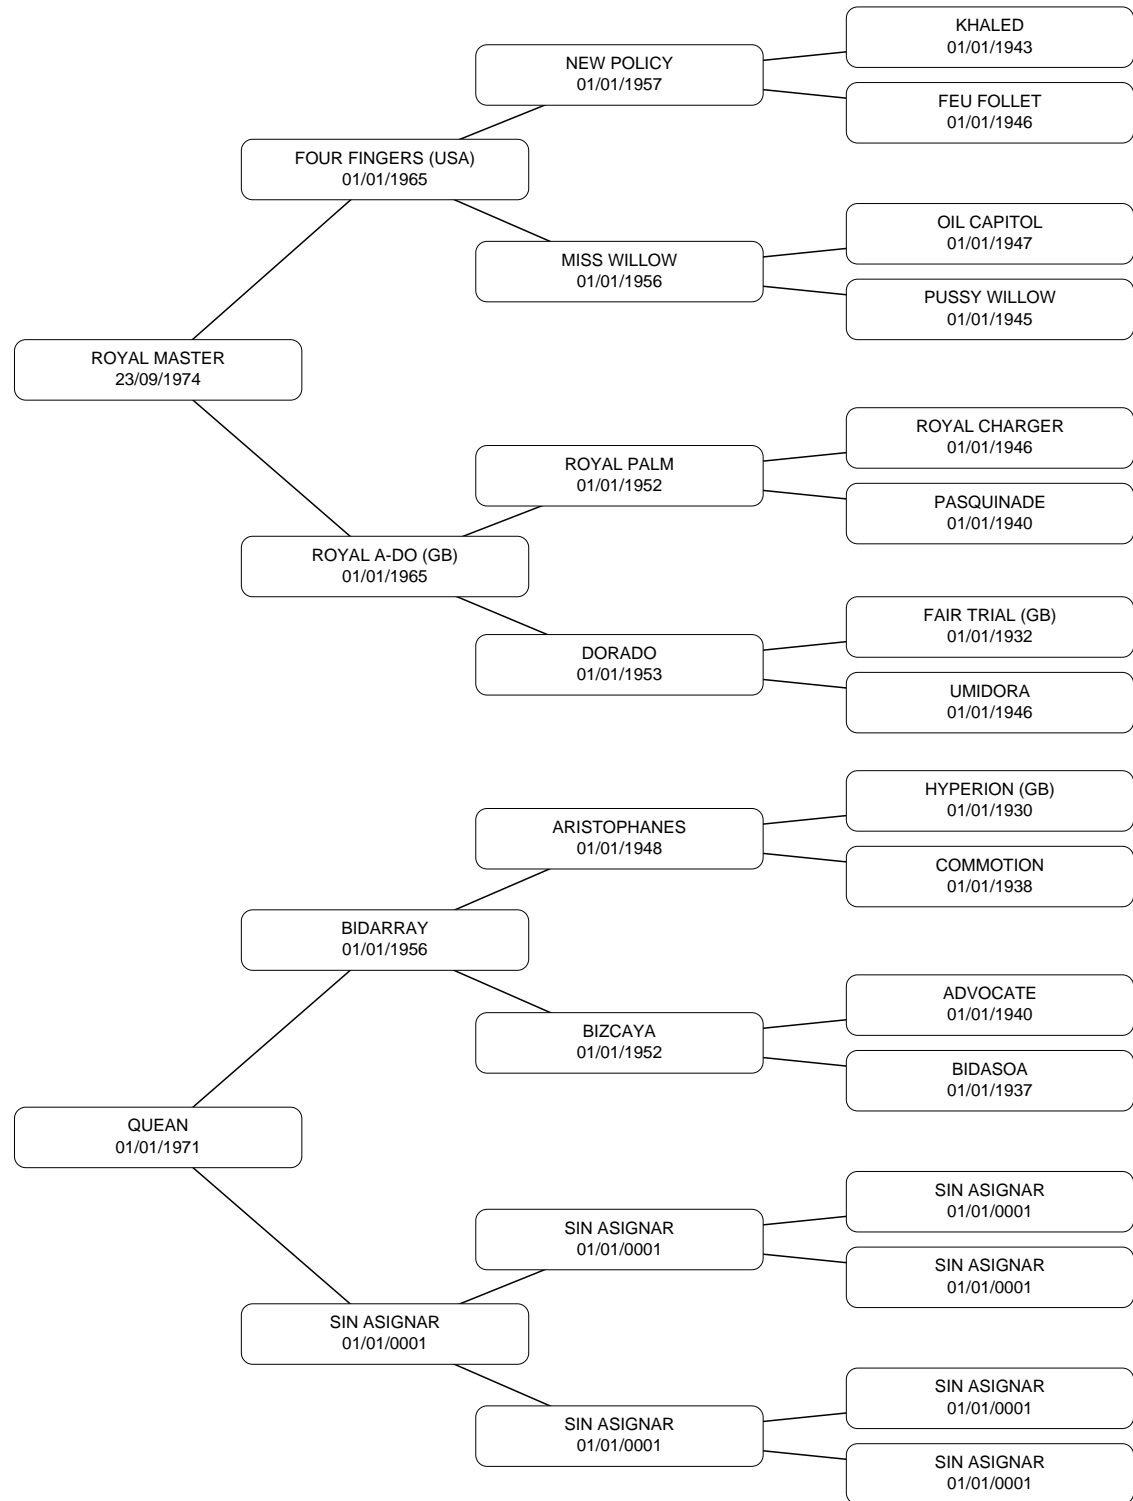 KHALED
01/01/1943
NEW POLICY
01/01/1957
FEU FOLLET
01/01/1946
FOUR FINGERS (USA)
01/01/1965
OIL CAPITOL
01/01/1947
MISS WILLOW
01/01/1956
PUSSY WILLOW
01/01/1945
ROYAL MASTER
23/09/1974
ROYAL CHARGER
01/01/1946
ROYAL PALM
01/01/1952
PASQUINADE
01/01/1940
ROYAL A-DO (GB)
01/01/1965
FAIR TRIAL (GB)
01/01/1932
DORADO
01/01/1953
UMIDORA
01/01/1946
HYPERION (GB)
01/01/1930
ARISTOPHANES
01/01/1948
COMMOTION
01/01/1938
BIDARRAY
01/01/1956
ADVOCATE
01/01/1940
BIZCAYA
01/01/1952
BIDASOA
01/01/1937
QUEAN
01/01/1971
SIN ASIGNAR
01/01/0001
SIN ASIGNAR
01/01/0001
SIN ASIGNAR
01/01/0001
SIN ASIGNAR
01/01/0001
SIN ASIGNAR
01/01/0001
SIN ASIGNAR
01/01/0001
SIN ASIGNAR
01/01/0001